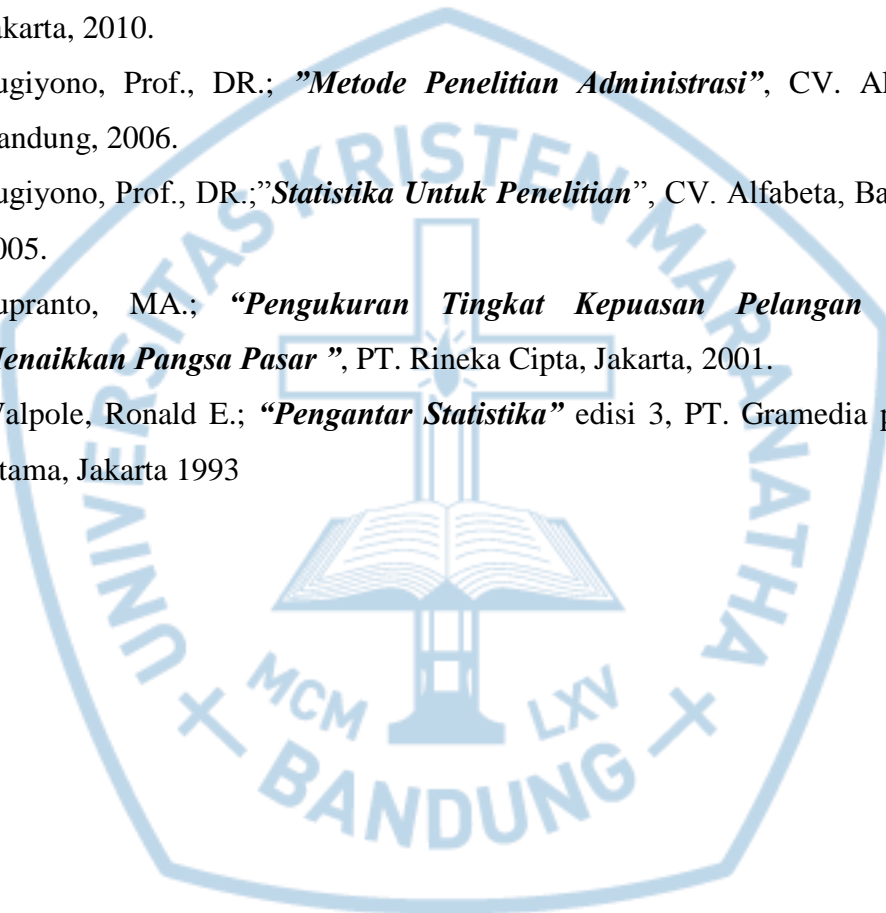 akarta, 2010.
ugiyono, Prof., DR.; ”Metode Penelitian Administrasi”, CV. Al
andung, 2006.
ugiyono, Prof., DR.;”Statistika Untuk Penelitian”, CV. Alfabeta, Ba
005.
upranto, MA.; “Pengukuran Tingkat Kepuasan Pelangan
Menaikkan Pangsa Pasar ”, PT. Rineka Cipta, Jakarta, 2001.
Walpole, Ronald E.; “Pengantar Statistika” edisi 3, PT. Gramedia p
tama, Jakarta 1993
UNIVERSITAS KRISTEN MARANATHA
MCM LXV
BANDUNG